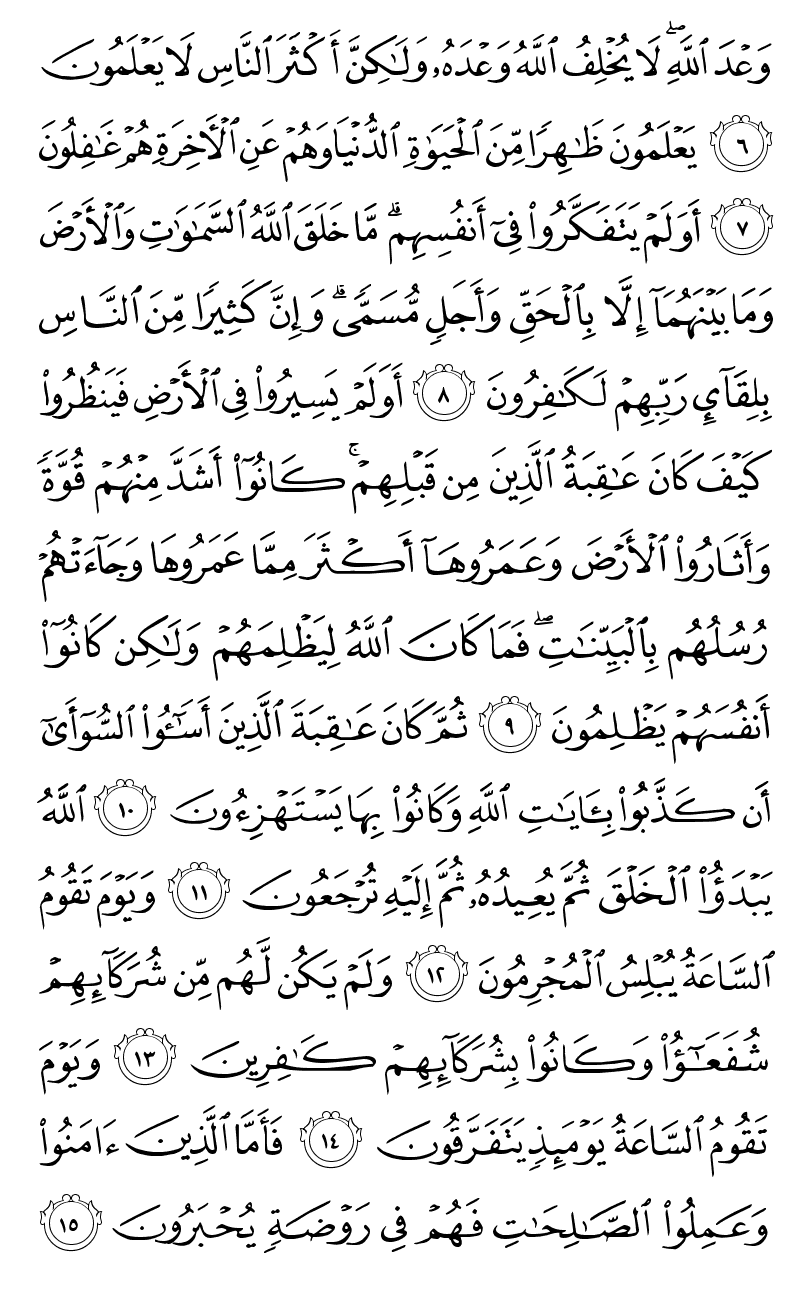 وَعْدَ ٱللَّهِۖ لَا يُخْلِفُ ٱللَّهُ وَعْدَهُۥ وَلَـٰكِنَّ أَكْثَرَ ٱلنَّاسِ لَا يَعْلَمُونَ
٦ يَعْلَمُونَ ظَـٰهِرًا مِّنَ ٱلْحَيَوٰةِ ٱلدُّنْيَا وَهُمْ عَنِ ٱلْـَٔاخِرَةِ هُمْ غَـٰفِلُونَ
٧ أَوَلَمْ يَتَفَكَّرُوا۟ فِىٓ أَنفُسِهِمۗ مَّا خَلَقَ ٱللَّهُ ٱلسَّمَـٰوَٰتِ وَٱلْأَرْضَ
وَمَا بَيْنَهُمَآ إِلَّا بِٱلْحَقِّ وَأَجَلٍ مُّسَمًّىۗ وَإِنَّ كَثِيرًا مِّنَ ٱلنَّاسِ
بِلِقَآئِ رَبِّهِمْ لَكَـٰفِرُونَ ٨ أَوَلَمْ يَسِيرُوا۟ فِى ٱلْأَرْضِ فَيَنظُرُوا۟
كَيْفَ كَانَ عَـٰقِبَةُ ٱلَّذِينَ مِن قَبْلِهِمْۚ كَانُوٓا۟ أَشَدَّ مِنْهُمْ قُوَّةً
وَأَثَارُوا۟ ٱلْأَرْضَ وَعَمَرُوهَآ أَكْثَرَ مِمَّا عَمَرُوهَا وَجَآءَتْهُمْ
رُسُلُهُم بِٱلْبَيِّنَـٰتِۖ فَمَا كَانَ ٱللَّهُ لِيَظْلِمَهُمْ وَلَـٰكِن كَانُوٓا۟
أَنفُسَهُمْ يَظْلِمُونَ ٩ ثُمَّ كَانَ عَـٰقِبَةَ ٱلَّذِينَ أَسَـٰٓـُٔوا۟ ٱلسُّوٓأَىٰٓ
أَن كَذَّبُوا۟ بِـَٔايَـٰتِ ٱللَّهِ وَكَانُوا۟ بِهَا يَسْتَهْزِءُونَ ١٠ ٱللَّهُ
يَبْدَؤُا۟ ٱلْخَلْقَ ثُمَّ يُعِيدُهُۥ ثُمَّ إِلَيْهِ تُرْجَعُونَ ١١ وَيَوْمَ تَقُومُ
ٱلسَّاعَةُ يُبْلِسُ ٱلْمُجْرِمُونَ ١٢ وَلَمْ يَكُن لَّهُم مِّن شُرَكَآئِهِمْ
شُفَعَـٰٓؤُا۟ وَكَانُوا۟ بِشُرَكَآئِهِمْ كَـٰفِرِينَ ١٣ وَيَوْمَ
تَقُومُ ٱلسَّاعَةُ يَوْمَئِذٍ يَتَفَرَّقُونَ ١٤ فَأَمَّا ٱلَّذِينَ ءَامَنُوا۟
وَعَمِلُوا۟ ٱلصَّـٰلِحَـٰتِ فَهُمْ فِى رَوْضَةٍ يُحْبَرُونَ ١٥